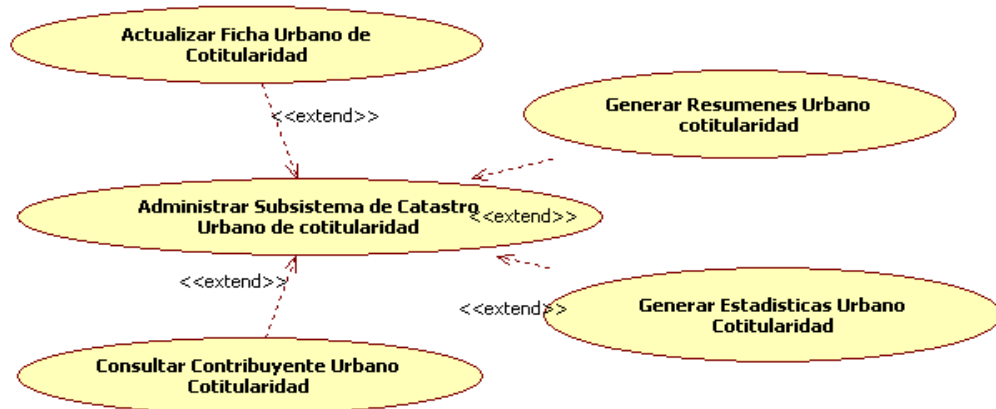 Actualizar Ficha Urbano de
Cotitularidad
<<extend>>
Generar Resumenes Urbano
cotitularidad
Administrar Subsistema de Catastro
Urbano de cotitularidad
<<extend>>
<<extend>>
Generar Estadisticas Urbano
Cotitularidad
<<extend>>
Consultar Contribuyente Urbano
Cotitularidad